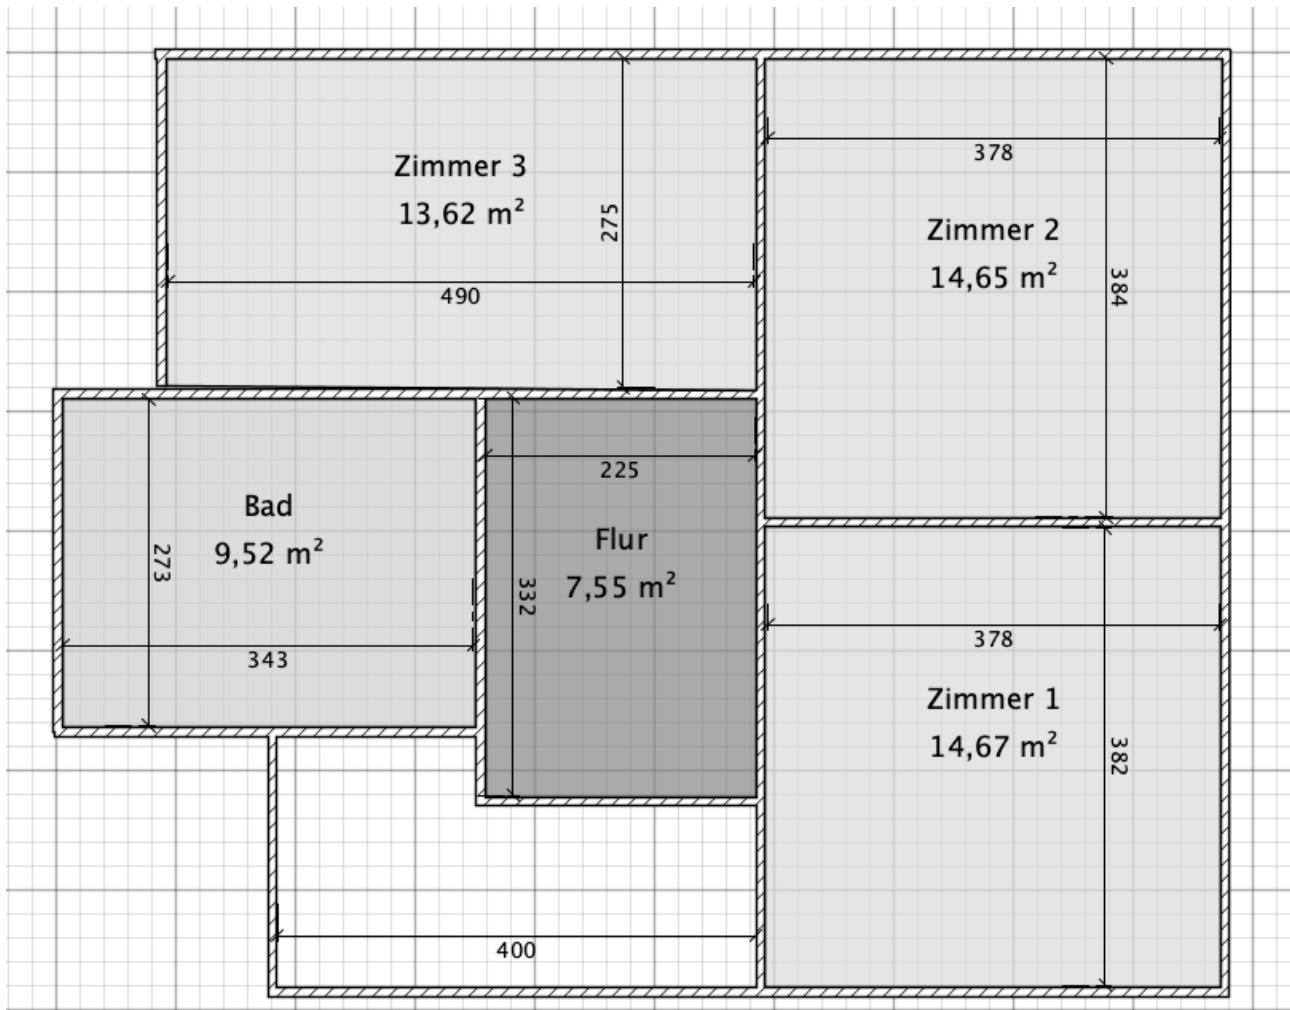 Zimmer 3
13,62 m²
275
490
378
Zimmer 2
14,65 m²
384
Bad
9,52 m²
273
343
225
Flur
7,55 m²
332
378
Zimmer 1
14,67 m²
382
400